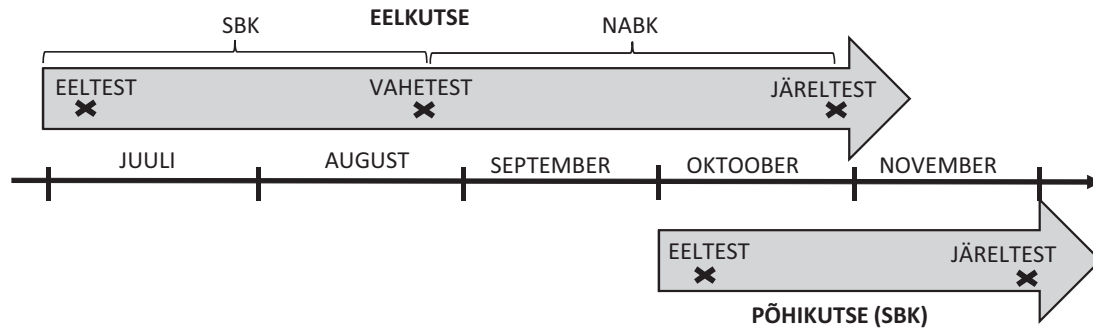 EELKUTSE
SBK NABK
EELTEST VAHETEST JÄRELTEST
JUULI AUGUST SEPTEMBER OKTOOBER NOVEMBER
EELTEST JÄRELTEST
PÕHIKUTSE (SBK)